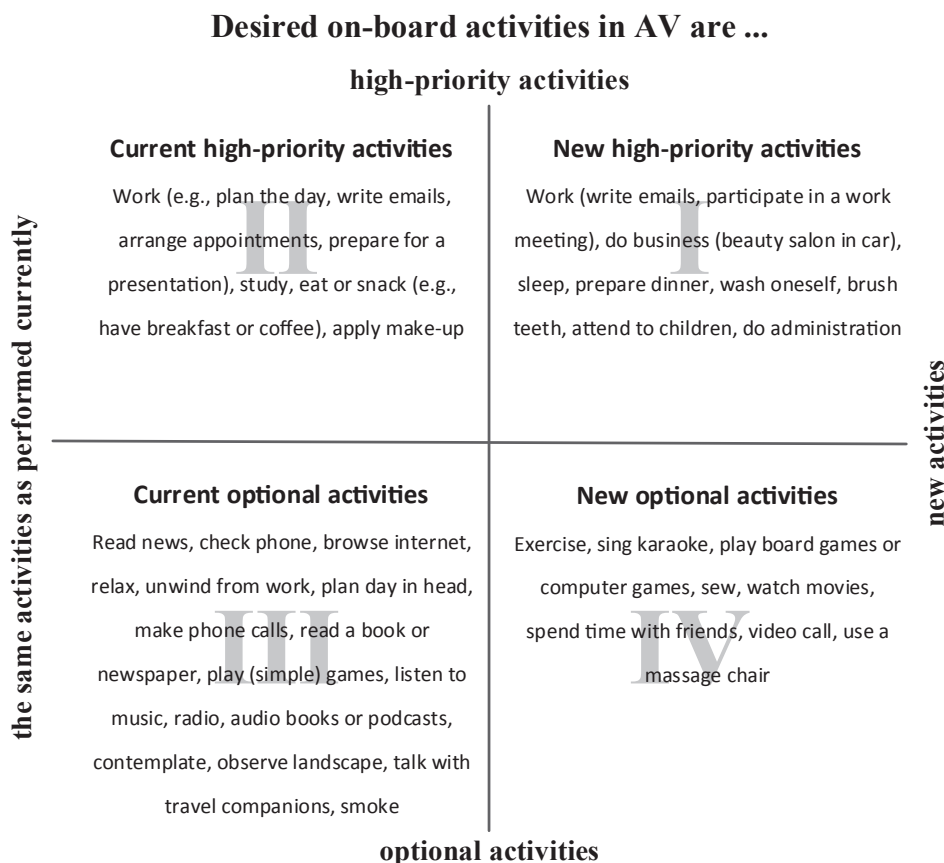 Desired on-board activities in AV are ...
high-priority activities
the same activities as performed currently
Current high-priority activities
Work (e.g., plan the day, write emails,
arrange appointments, prepare for a
presentation), study, eat or snack (e.g.,
have breakfast or coffee), apply make-up
II
New high-priority activities
Work (write emails, participate in a work
meeting), do business (beauty salon in car),
sleep, prepare dinner, wash oneself, brush
teeth, attend to children, do administration
I
Current optional activities
Read news, check phone, browse internet,
relax, unwind from work, plan day in head,
make phone calls, read a book or
newspaper, play (simple) games, listen to
music, radio, audio books or podcasts,
contemplate, observe landscape, talk with
travel companions, smoke
III
New optional activities
Exercise, sing karaoke, play board games or
computer games, sew, watch movies,
spend time with friends, video call, use a
massage chair
IV
new activities
optional activities